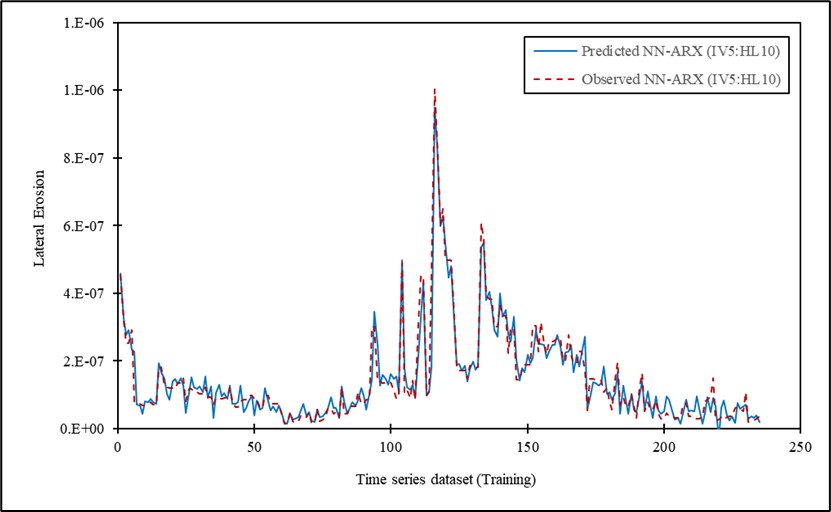 1.E-06
Predicted NN-ARX (IV5:HL10)
Observed NN-ARX (IV5:HL10)
1.E-06
8.E-07
6.E-07
4.E-07
2.E-07
0.E+00
Lateral Erosion
0 50 100 150 200 250
Time series dataset (Training)